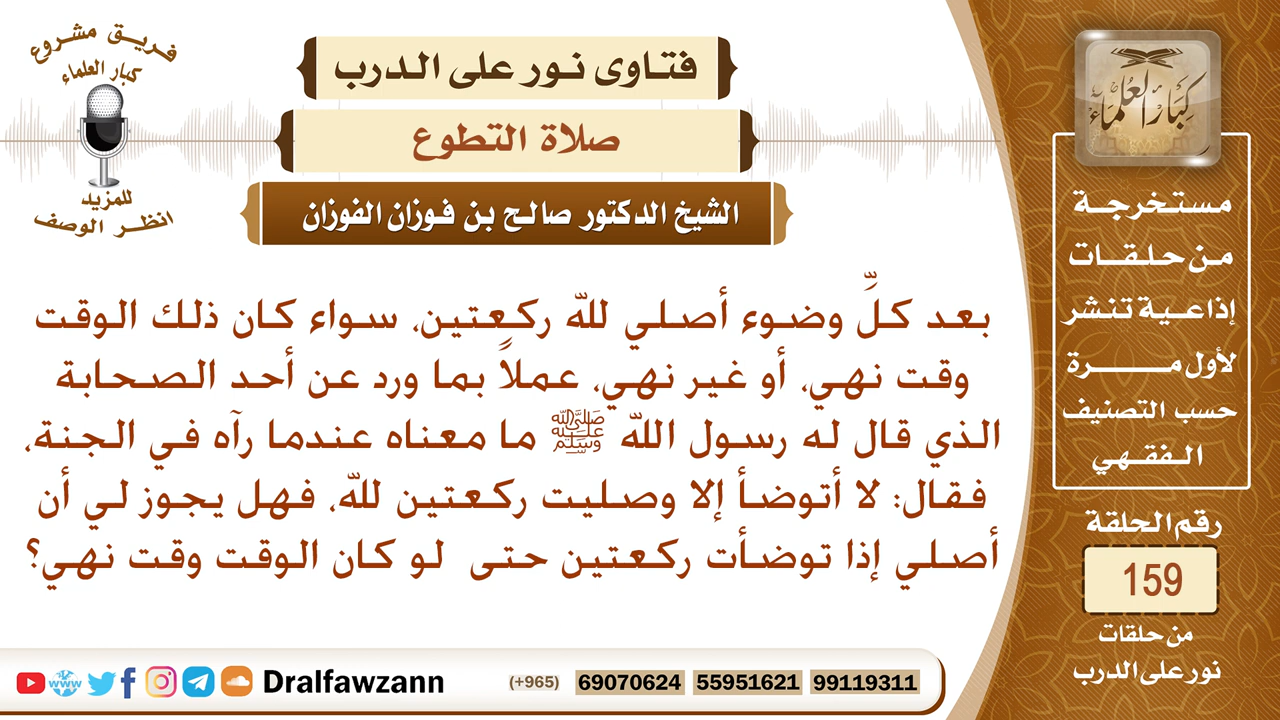 فريق مشروع
كبار العلماء
للمزيد
انظر الوصف
فتاوى نور على الدرب
صلاة التطوع
الشيخ الدكتور صالح بن فوزان الفوزان
بعد كلِّ وضوء أصلي لله ركعتين، سواء كان ذلك الوقت
وقت نهي، أو غير نهي، عملاً بما ورد عن أحد الصحابة
الذي قال له رسول الله ﷺ ما معناه عندما رآه في الجنة،
فقال: لا أتوضأ إلا وصليت ركعتين لله، فهل يجوز لي أن
أصلي إذا توضأت ركعتين حتى لو كان الوقت وقت نهي؟
كبار العلماء
مستخرجة
من حلقات
إذاعية تنشر
لأول مرة
حسب التصنيف
الفقهي
رقم الحلقة
159
من حلقات
نور على الدرب
www
Dralfawzann
(+965) 69070624 55951621 99119311